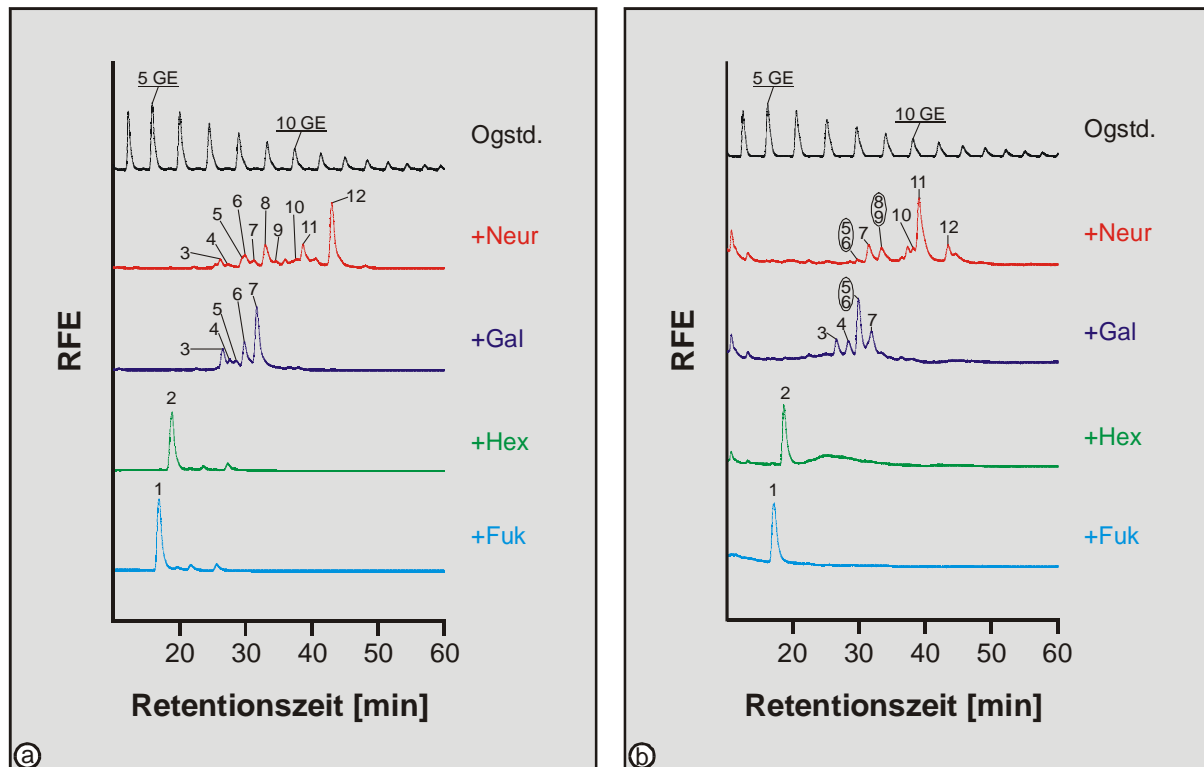 5 GE
10 GE
Ogstd.
12
8
6
5
10
7
11
4
9
3
+Neur
7
6
5
4
3
+Gal
2
+Hex
1
+Fuk
RFE
20 30 40 50 60
Retentionszeit [min]
a
5 GE
10 GE
Ogstd.
11
8
9
5
6
7
10
12
+Neur
5
6
3
4
7
+Gal
2
+Hex
1
+Fuk
RFE
20 30 40 50 60
Retentionszeit [min]
b